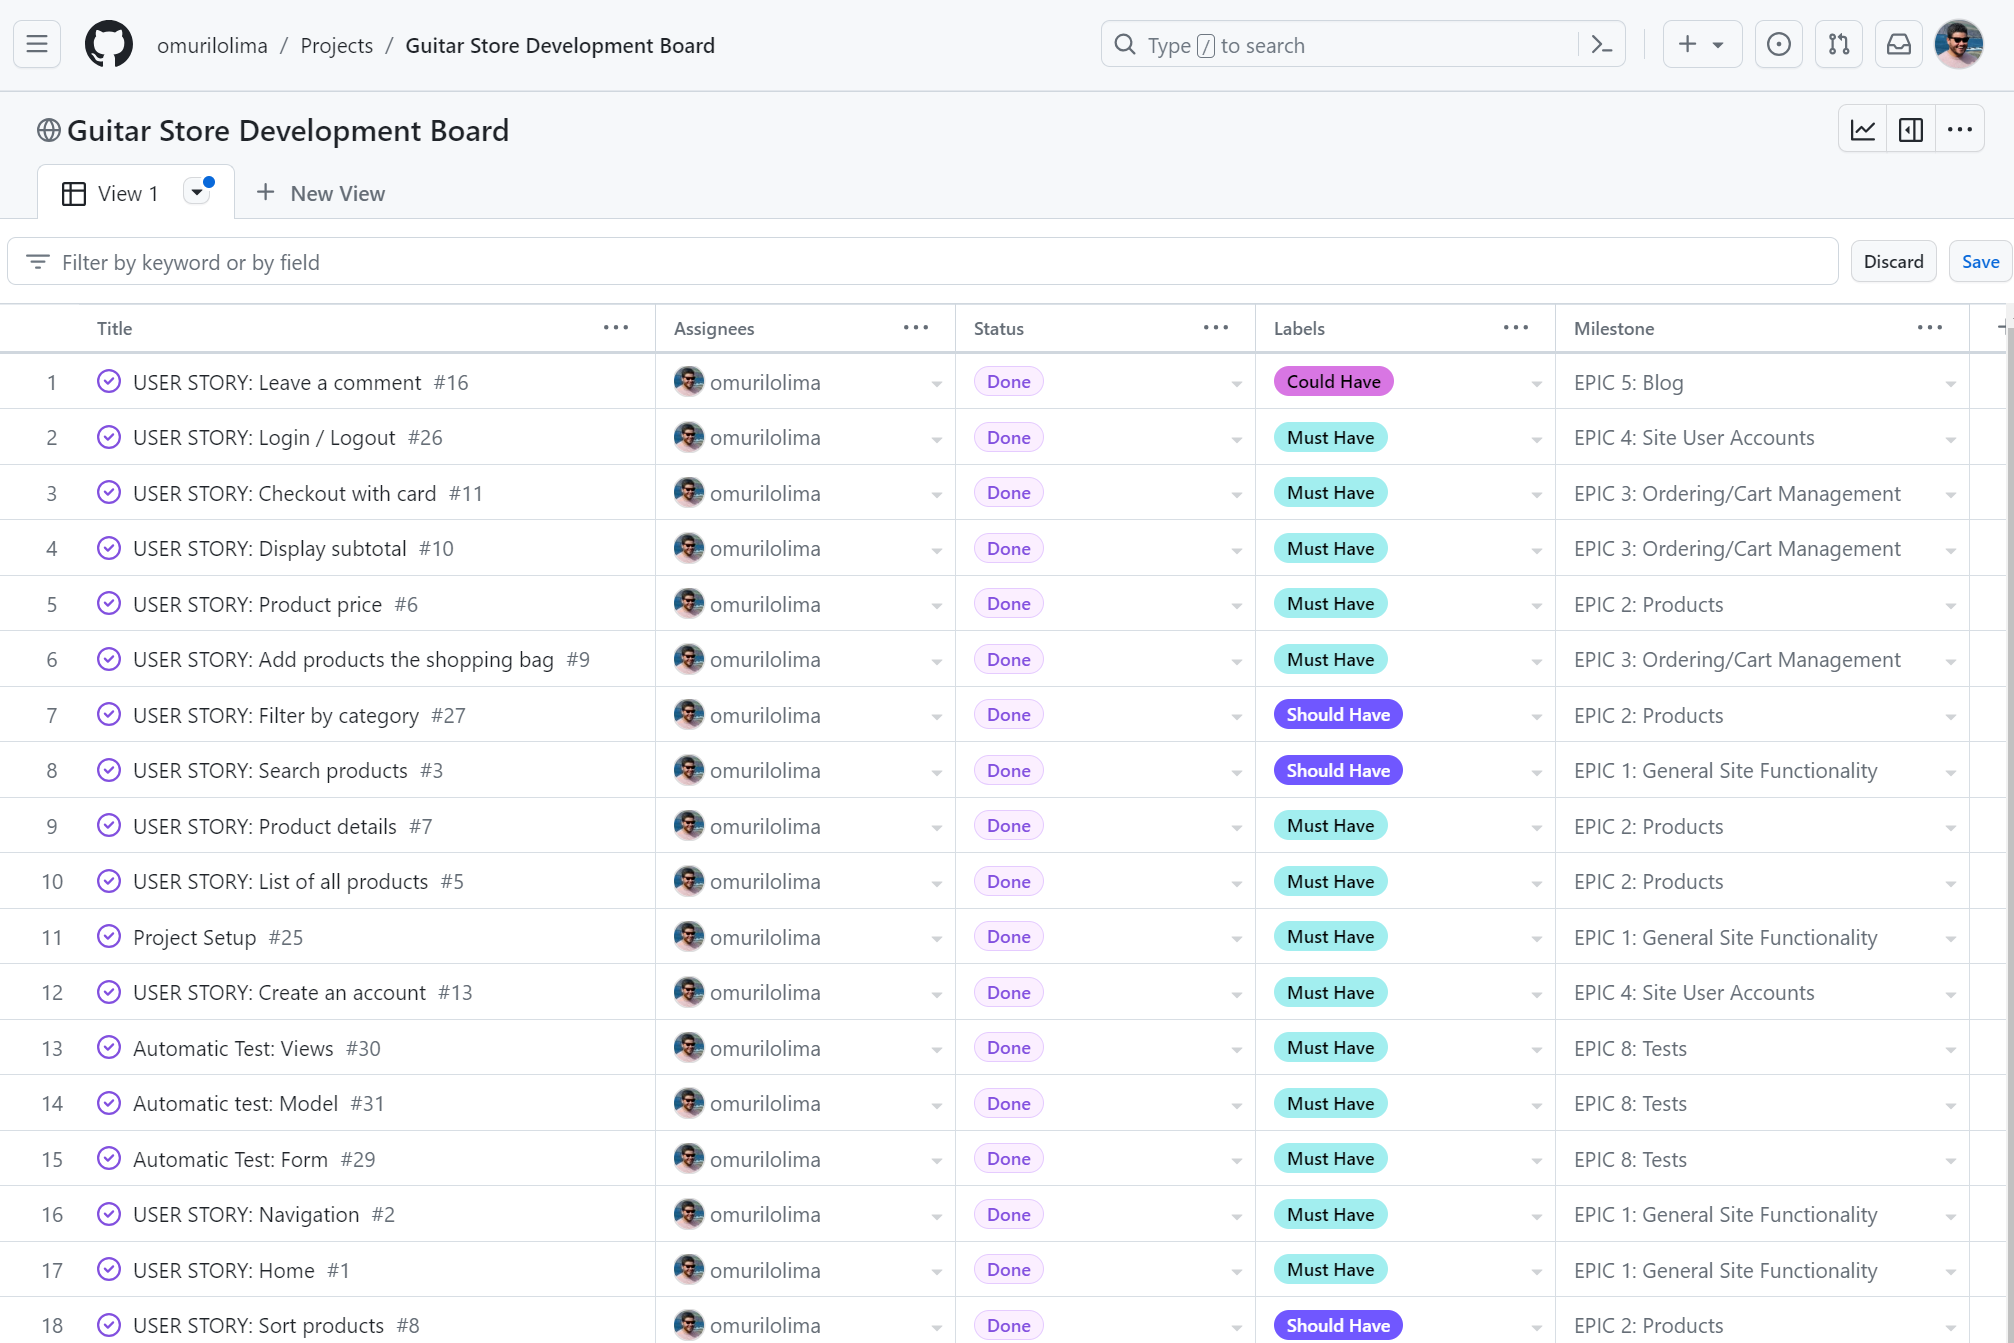 omurilolima / Projects / Guitar Store Development Board
Type / to search
Guitar Store Development Board
View 1
New View
Filter by keyword or by field
Discard
Save
Title Assignees Status Labels Milestone
1 USER STORY: Leave a comment #16 omurilolima Done Could Have EPIC 5: Blog
2 USER STORY: Login / Logout #26 omurilolima Done Must Have EPIC 4: Site User Accounts
3 USER STORY: Checkout with card #11 omurilolima Done Must Have EPIC 3: Ordering/Cart Management
4 USER STORY: Display subtotal #10 omurilolima Done Must Have EPIC 3: Ordering/Cart Management
5 USER STORY: Product price #6 omurilolima Done Must Have EPIC 2: Products
6 USER STORY: Add products the shopping bag #9 omurilolima Done Must Have EPIC 3: Ordering/Cart Management
7 USER STORY: Filter by category #27 omurilolima Done Should Have EPIC 2: Products
8 USER STORY: Search products #3 omurilolima Done Should Have EPIC 1: General Site Functionality
9 USER STORY: Product details #7 omurilolima Done Must Have EPIC 2: Products
10 USER STORY: List of all products #5 omurilolima Done Must Have EPIC 2: Products
11 Project Setup #25 omurilolima Done Must Have EPIC 1: General Site Functionality
12 USER STORY: Create an account #13 omurilolima Done Must Have EPIC 4: Site User Accounts
13 Automatic Test: Views #30 omurilolima Done Must Have EPIC 8: Tests
14 Automatic test: Model #31 omurilolima Done Must Have EPIC 8: Tests
15 Automatic Test: Form #29 omurilolima Done Must Have EPIC 8: Tests
16 USER STORY: Navigation #2 omurilolima Done Must Have EPIC 1: General Site Functionality
17 USER STORY: Home #1 omurilolima Done Must Have EPIC 1: General Site Functionality
18 USER STORY: Sort products #8 omurilolima Done Should Have EPIC 2: Products